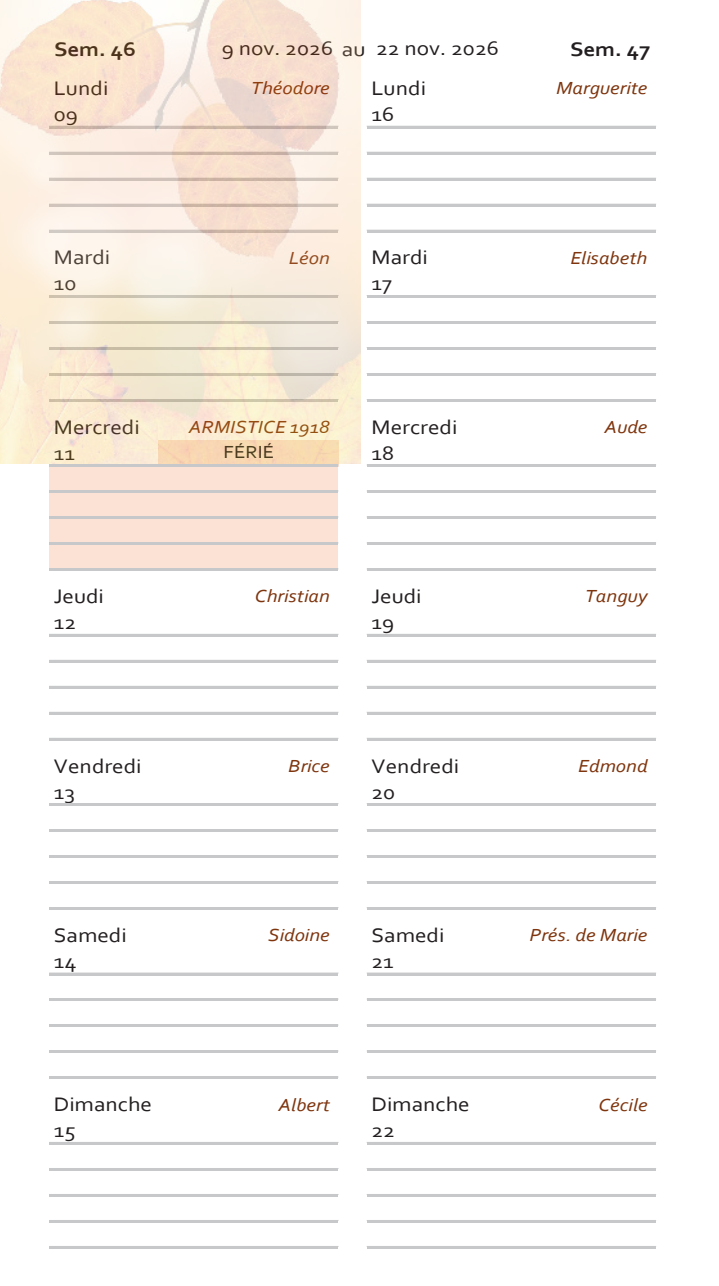 Sem. 46 9 nov. 2026 au 22 nov. 2026 Sem. 47
Lundi Théodore
09
Mardi Léon
10
Mercredi ARMISTICE 1918
11 FÉRIÉ
Jeudi Christian
12
Vendredi Brice
13
Samedi Sidoine
14
Dimanche Albert
15
Lundi Marguerite
16
Mardi Elisabeth
17
Mercredi Aude
18
Jeudi Tanguy
19
Vendredi Edmond
20
Samedi Prés. de Marie
21
Dimanche Cécile
22